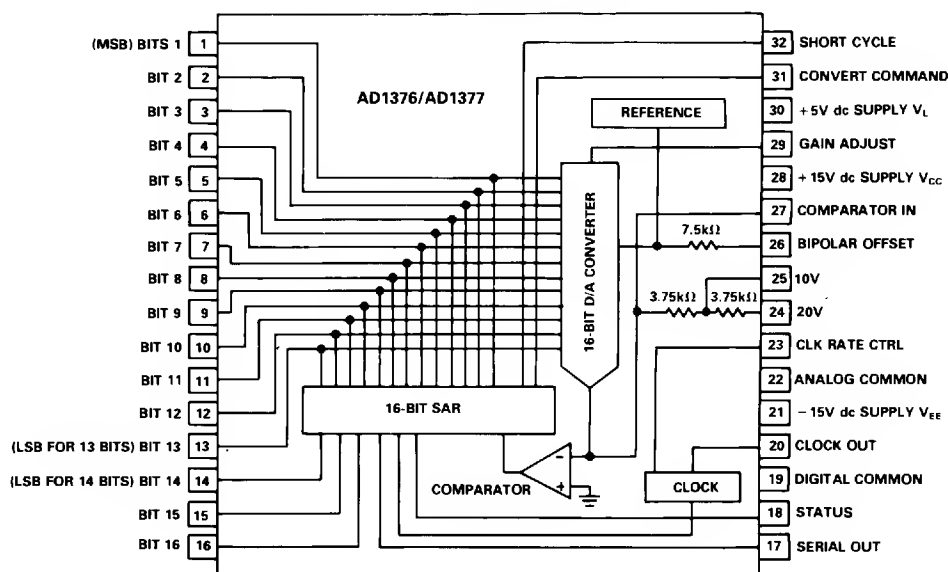 (MSB) BITS 1 1
BIT 2 2
BIT 3 3
BIT 4 4
BIT 5 5
BIT 6 6
BIT 7 7
BIT 8 8
BIT 9 9
BIT 10 10
BIT 11 11
BIT 12 12
(LSB FOR 13 BITS) BIT 13 13
(LSB FOR 14 BITS) BIT 14 14
BIT 15 15
BIT 16 16
AD1376/AD1377
REFERENCE
16-BIT D/A CONVERTER
7.5kΩ
3.75kΩ 3.75kΩ
16-BIT SAR
COMPARATOR
−
+
CLOCK
32 SHORT CYCLE
31 CONVERT COMMAND
30 +5V dc SUPPLY VL
29 GAIN ADJUST
28 +15V dc SUPPLY VCC
27 COMPARATOR IN
26 BIPOLAR OFFSET
25 10V
24 20V
23 CLK RATE CTRL
22 ANALOG COMMON
21 −15V dc SUPPLY VEE
20 CLOCK OUT
19 DIGITAL COMMON
18 STATUS
17 SERIAL OUT